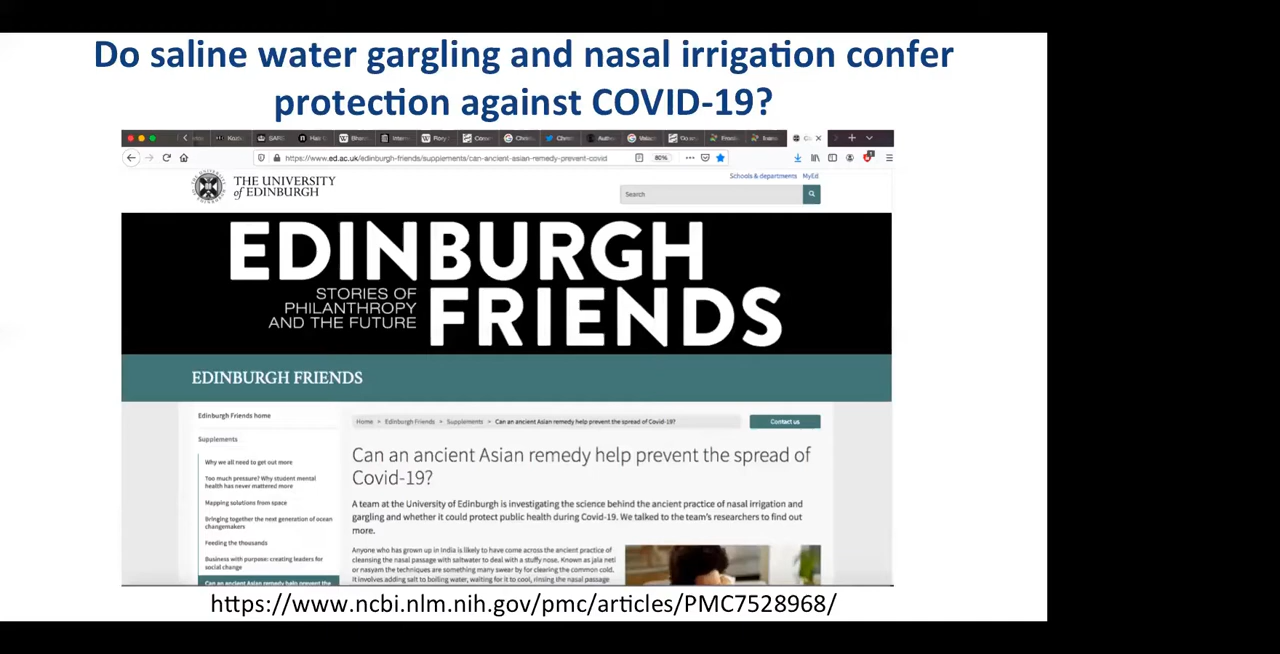 Do saline water gargling and nasal irrigation confer
protection against COVID-19?
https://www.ed.ac.uk/edinburgh-friends/supplements/can-ancient-asian-remedy-prevent-covid
80%
THE UNIVERSITY
of EDINBURGH
Schools & departments
MyEd
Search
EDINBURGH
STORIES OF
PHILANTHROPY
AND THE FUTURE
FRIENDS
EDINBURGH FRIENDS
Edinburgh Friends home
Supplements
Why we all need to get out more
Too much pressure? Why student mental
health has never mattered more
Mapping solutions from space
Bringing together the next generation of ocean
changemakers
Feeding the thousands
Business with purpose: creating leaders for
social change
Can an ancient Asian remedy help prevent the
Home > Edinburgh Friends > Supplements > Can an ancient Asian remedy help prevent the spread of Covid-19?
Contact us
Can an ancient Asian remedy help prevent the spread of
Covid-19?
A team at the University of Edinburgh is investigating the science behind the ancient practice of nasal irrigation and
gargling and whether it could protect public health during Covid-19. We talked to the team's researchers to find out
more.
Anyone who has grown up in India is likely to have come across the ancient practice of
cleansing the nasal passage with saltwater to deal with a stuffy nose. Known as jala neti
or nasyam the techniques are something many swear by for clearing the common cold.
It involves adding salt to boiling water, waiting for it to cool, rinsing the nasal passage
https://www.ncbi.nlm.nih.gov/pmc/articles/PMC7528968/